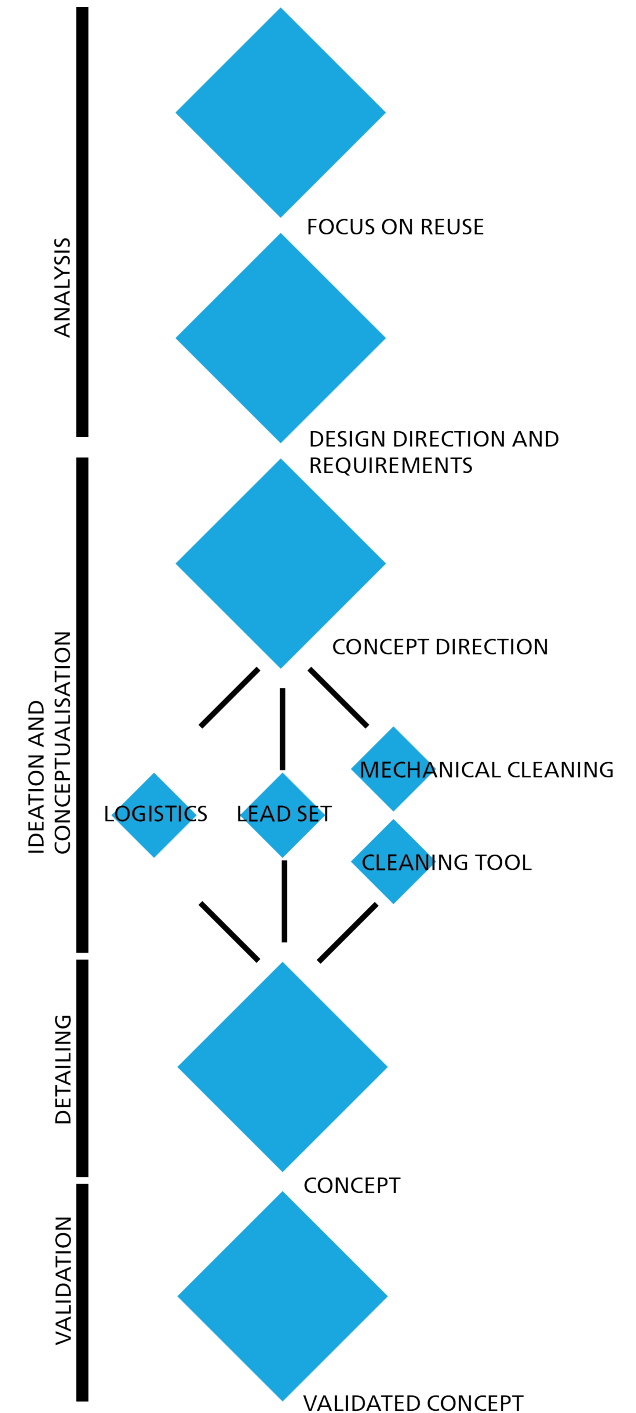 ANALYSIS
FOCUS ON REUSE
DESIGN DIRECTION AND
REQUIREMENTS
IDEATION AND
CONCEPTUALISATION
CONCEPT DIRECTION
MECHANICAL CLEANING
LOGISTICS
LEAD SET
CLEANING TOOL
DETAILING
CONCEPT
VALIDATION
VALIDATED CONCEPT